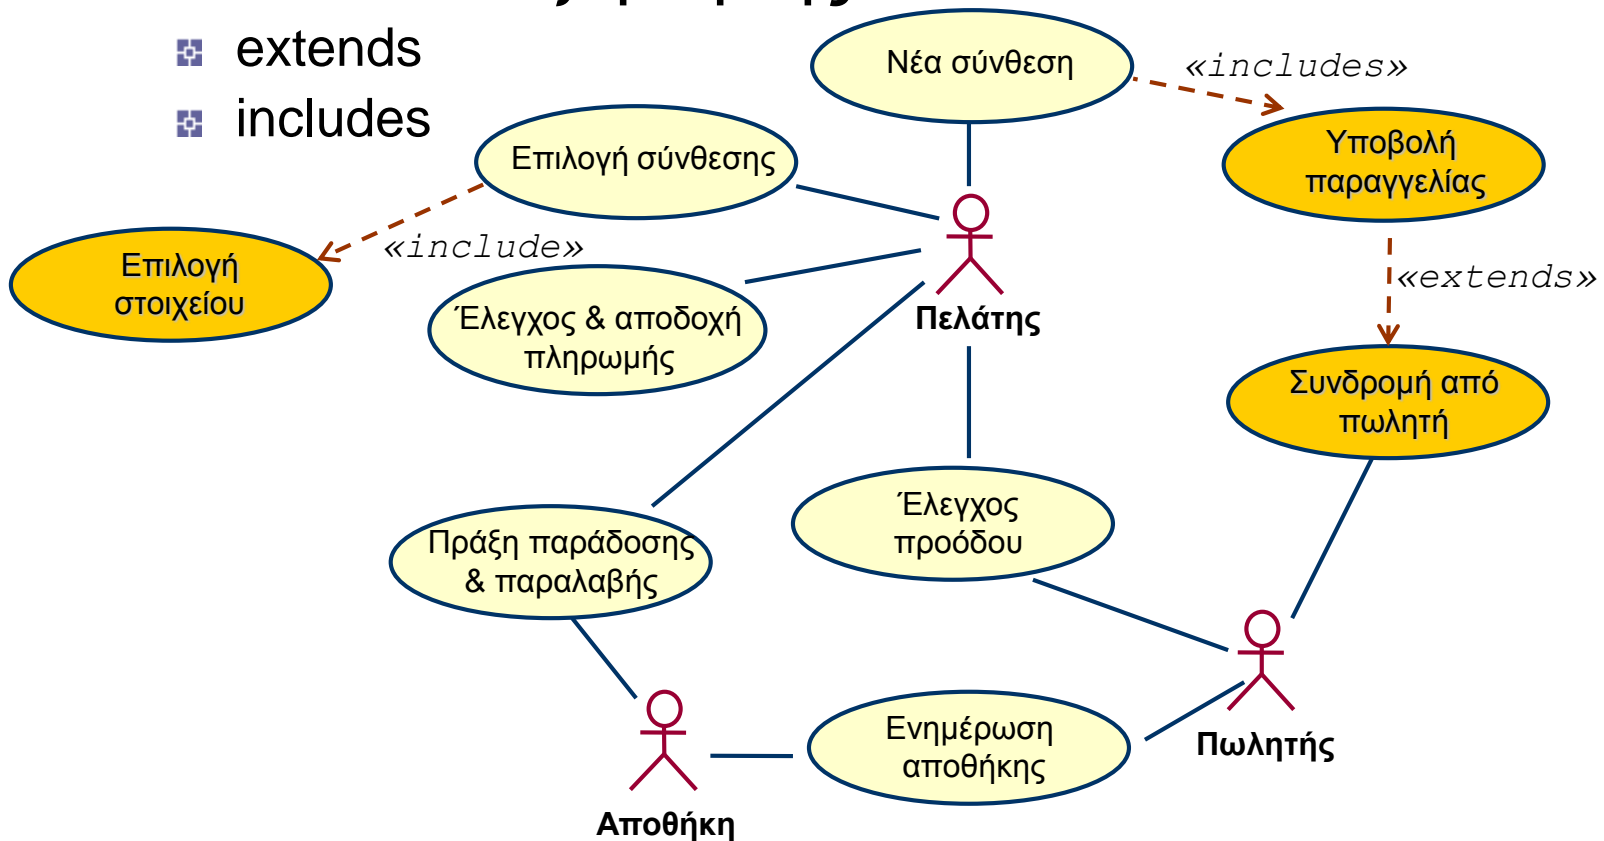 extends
includes
Νέα σύνθεση
«includes»
Επιλογή σύνθεσης
Υποβολή
παραγγελίας
«include»
Επιλογή
στοιχείου
«extends»
Έλεγχος & αποδοχή
πληρωμής
Πελάτης
Συνδρομή από
πωλητή
Πράξη παράδοσης
& παραλαβής
Έλεγχος
προόδου
Ενημέρωση
αποθήκης
Πωλητής
Αποθήκη